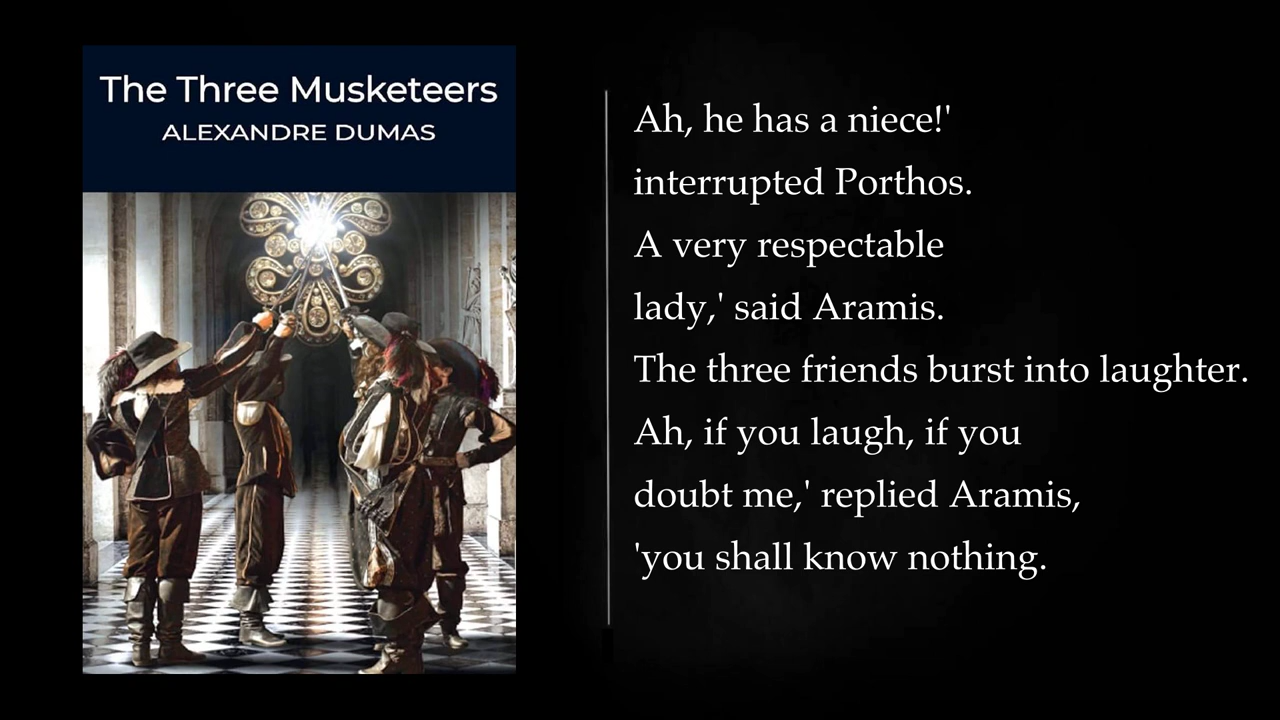 The Three Musketeers
ALEXANDRE DUMAS
Ah, he has a niece!'
interrupted Porthos.
A very respectable
lady,' said Aramis.
The three friends burst into laughter.
Ah, if you laugh, if you
doubt me,' replied Aramis,
'you shall know nothing.